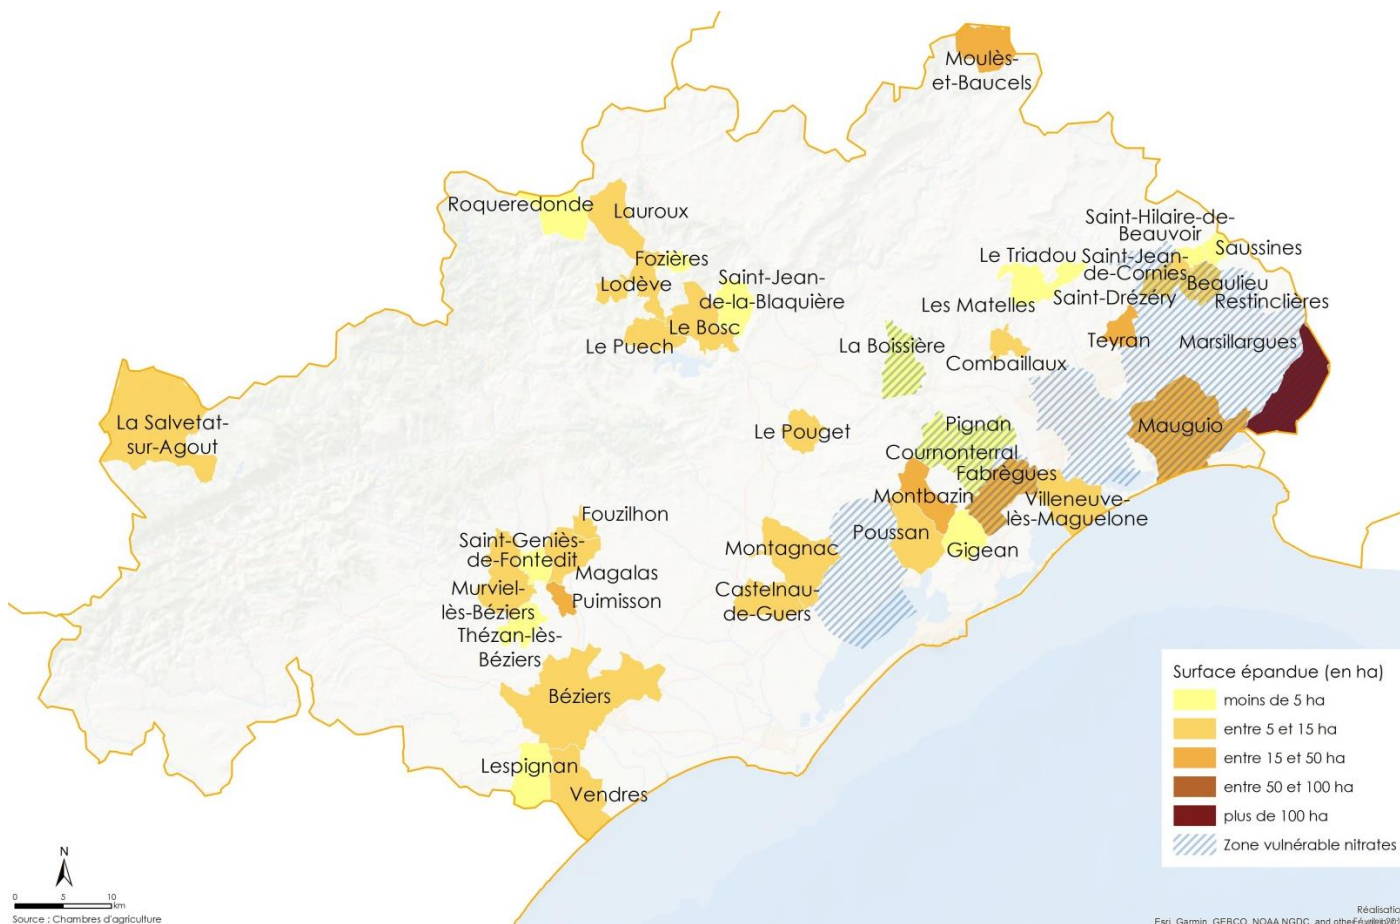 Moulès-
et-Baucels
Roqueredonde
Lauroux
Saint-Hilaire-de-
Beauvoir
Saussines
Fozières
Le Triadou
Saint-Jean-
de-Cornies
Lodève
Saint-Jean-
de-la-Blaquière
Beaulieu
Les Matelles
Saint-Drézéry
Restinclières
Le Bosc
Le Puech
La Boissière
Teyran
Marsillargues
Combaillaux
La Salvetat-
sur-Agout
Le Pouget
Pignan
Mauguio
Cournonterral
Fabrègues
Montbazin
Villeneuve-
lès-Maguelone
Fouzilhon
Poussan
Saint-Geniès-
de-Fontedit
Montagnac
Gigean
Magalas
Murviel-
lès-Béziers
Puimisson
Castelnau-
de-Guers
Thézan-lès-
Béziers
Béziers
Lespignan
Vendres
Surface épandue (en ha)
moins de 5 ha
entre 5 et 15 ha
entre 15 et 50 ha
entre 50 et 100 ha
plus de 100 ha
Zone vulnérable nitrates
N
0 5 10
km
Source : Chambres d'agriculture
Réalisatio
Esri, Garmin, GEBCO, NOAA NGDC, and other